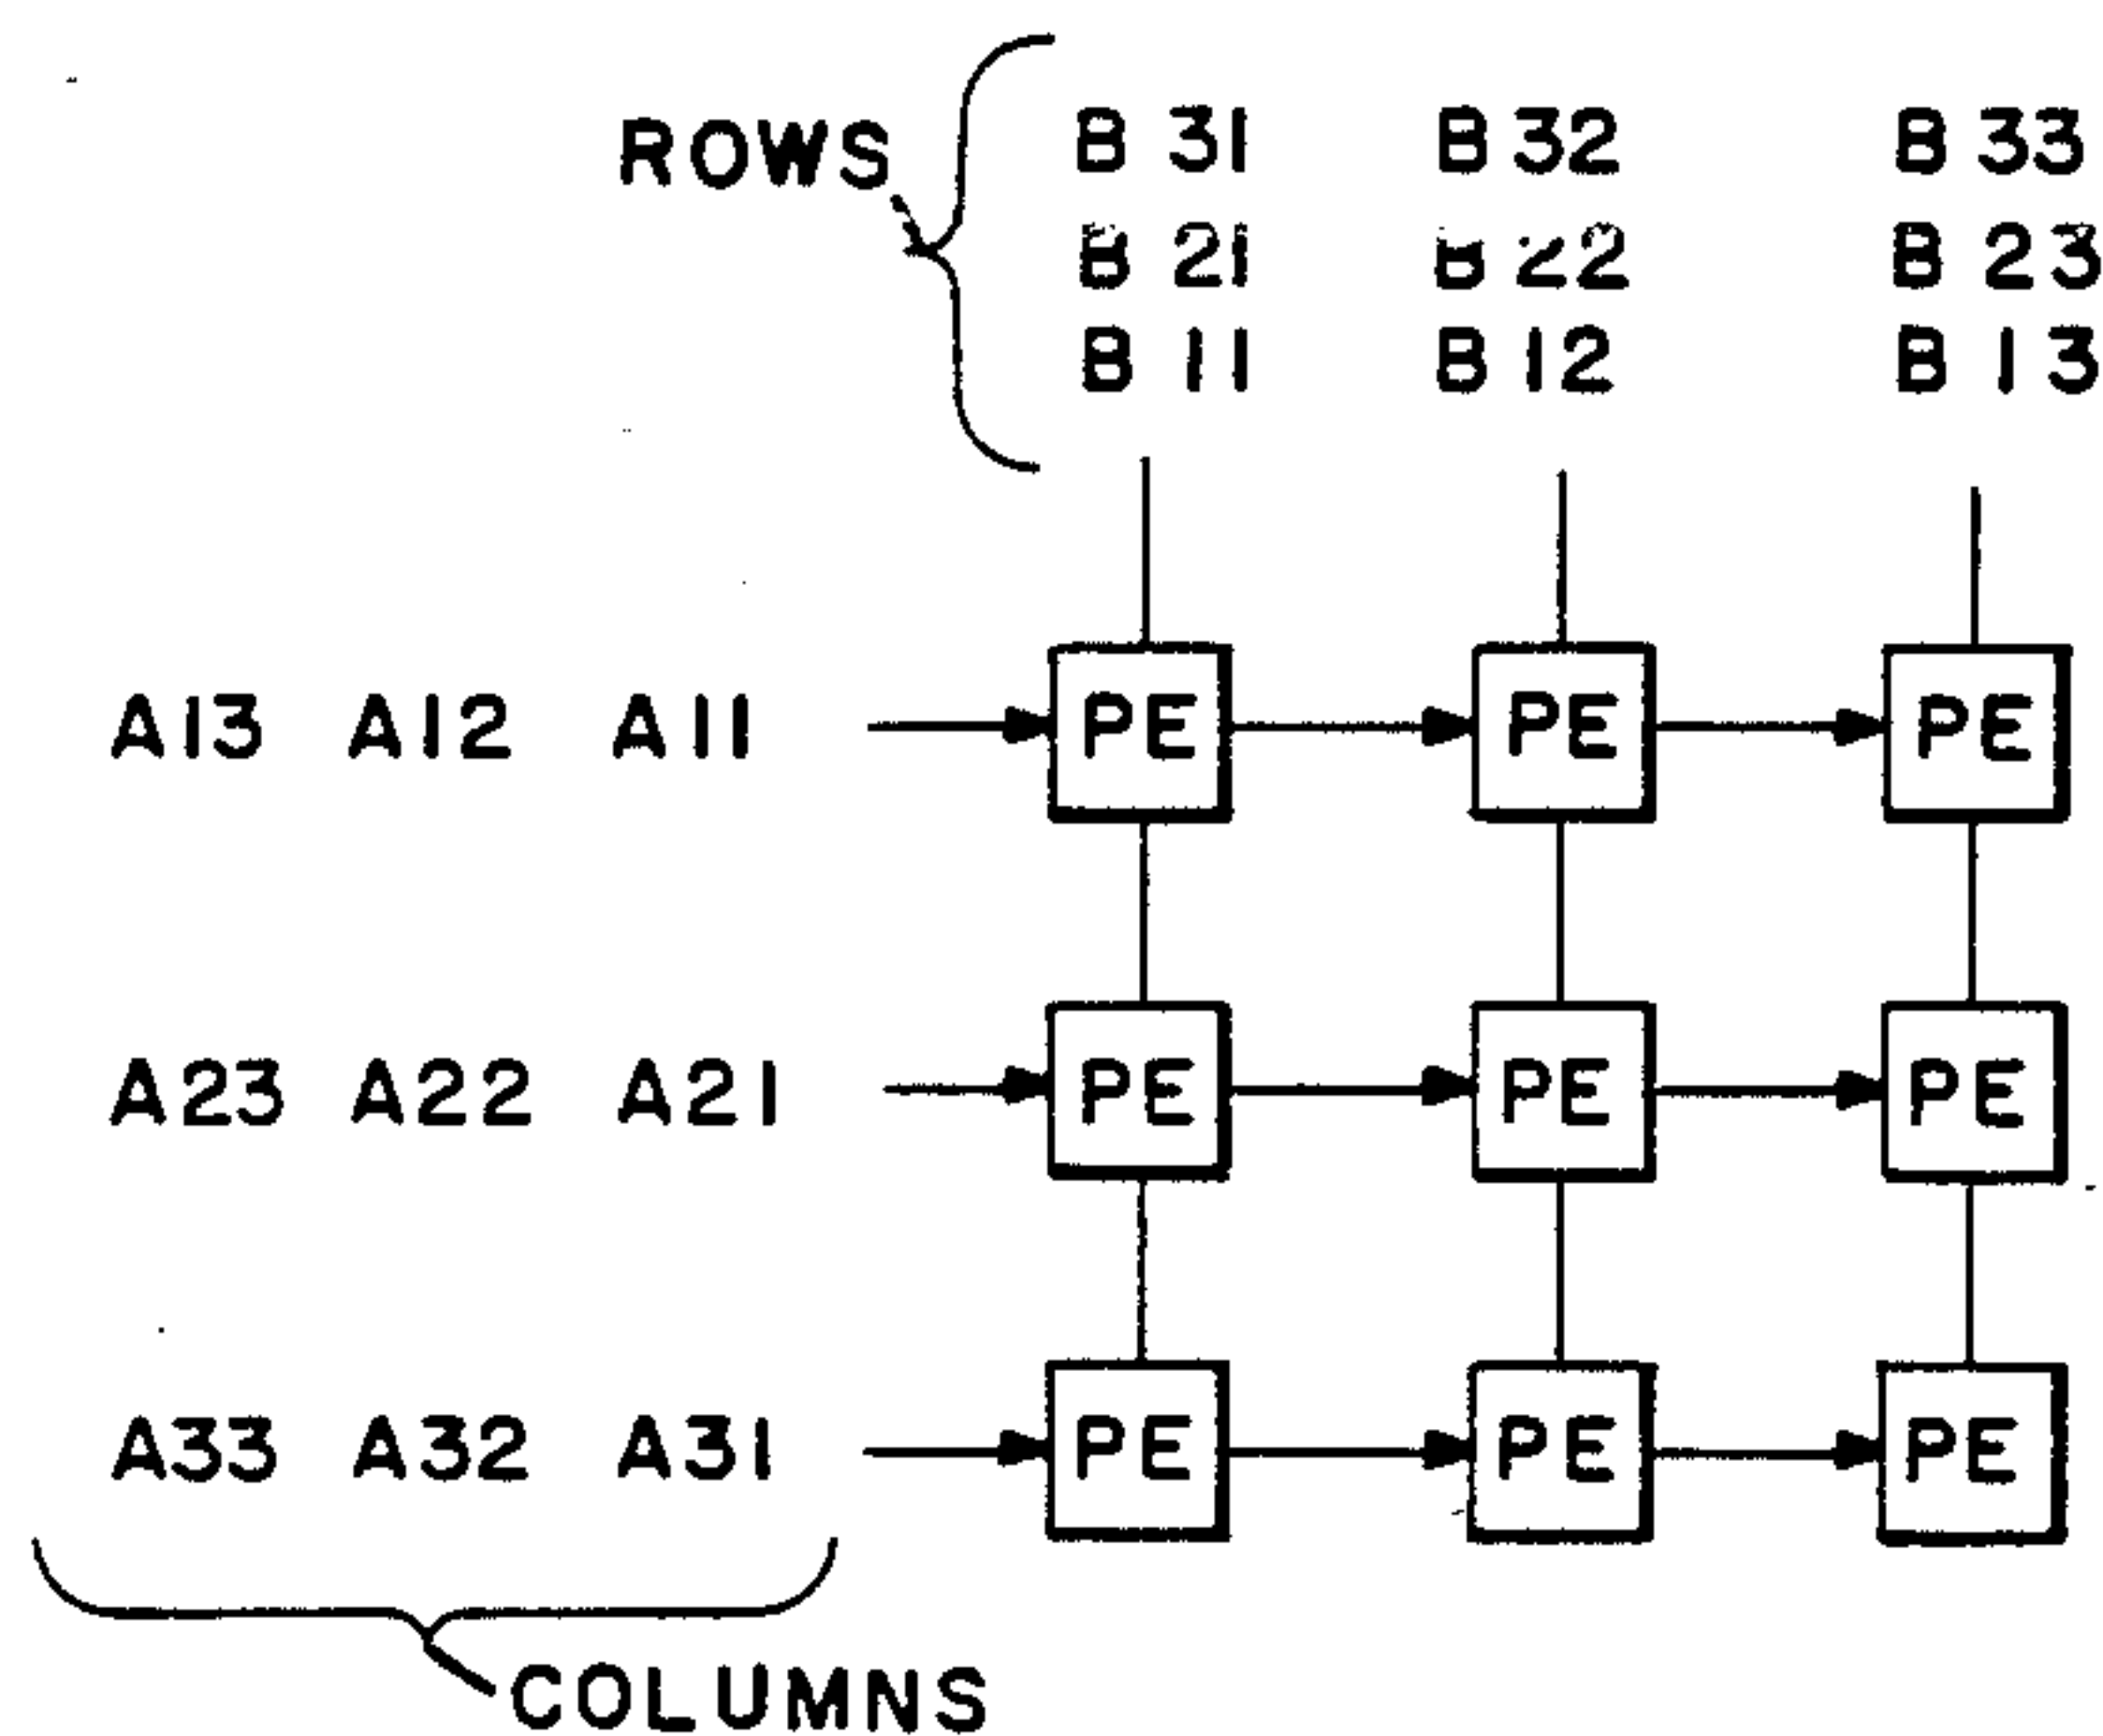 ROWS
B 31 B 32 B 33
B 21 B 22 B 23
B 11 B 12 B 13
A13 A12 A11 PE PE PE
A23 A22 A21 PE PE PE
A33 A32 A31 PE PE PE
COLUMNS